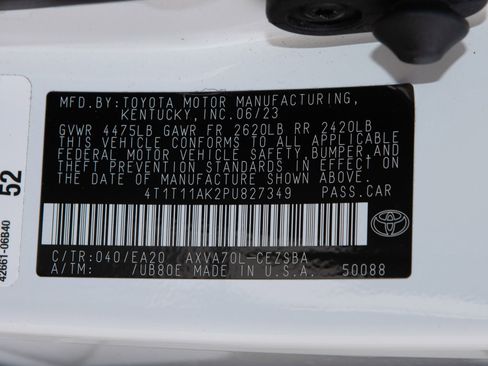 MFD.BY:TOYOTA MOTOR MANUFACTURING,
KENTUCKY,INC.06/23
GVWR 4475LB GAWR FR 2620LB RR 2420LB
THIS VEHICLE CONFORMS TO ALL APPLICABLE
FEDERAL MOTOR VEHICLE SAFETY,BUMPER,AND
THEFT PREVENTION STANDARDS IN EFFECT ON
THE DATE OF MANUFACTURE SHOWN ABOVE.
4T1T11AK2PU827349 PASS.CAR
C/TR:040/EA20 AXVA70L-CEZSBA
A/TM: /UB80E MADE IN U.S.A. 50088
TOYOTA
52
42661-06B40